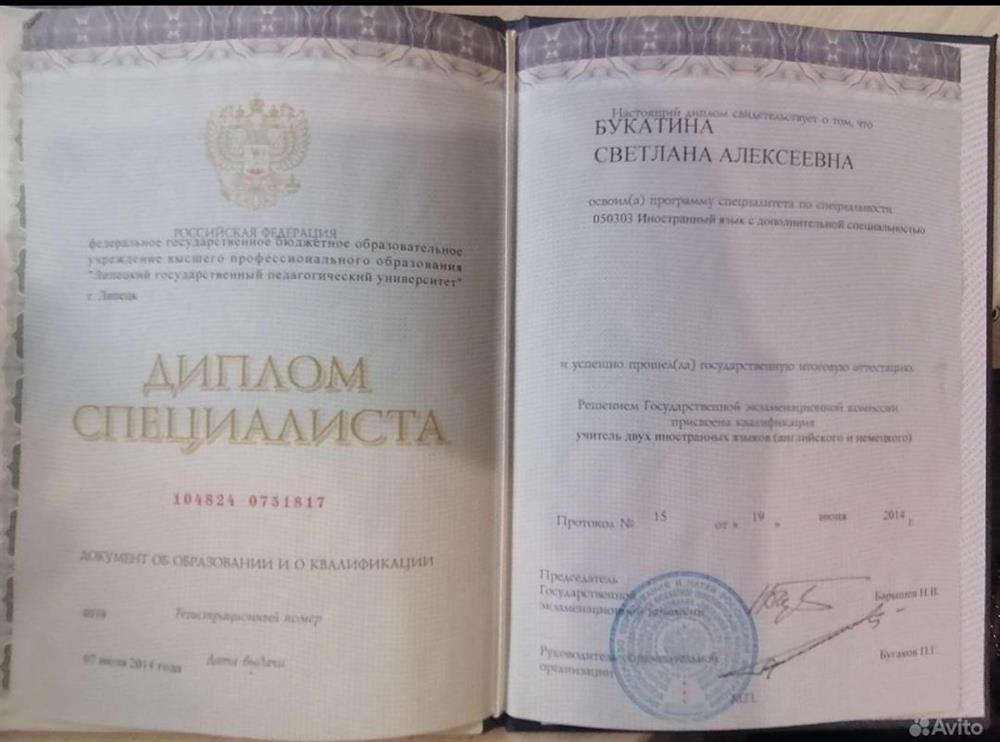 РОССИЙСКАЯ ФЕДЕРАЦИЯ
федеральное государственное бюджетное образовательное
учреждение высшего профессионального образования
"Липецкий государственный педагогический университет"
г. Липецк
ДИПЛОМ
СПЕЦИАЛИСТА
104824 0751817
ДОКУМЕНТ ОБ ОБРАЗОВАНИИ И О КВАЛИФИКАЦИИ
Регистрационный номер
07 июля 2014 года Дата выдачи
Настоящий диплом свидетельствует о том, что
БУКАТИНА
СВЕТЛАНА АЛЕКСЕЕВНА
освоил(а) программу специалитета по специальности
050303 Иностранный язык с дополнительной специальностью
и успешно прошел(ла) государственную итоговую аттестацию
Решением Государственной экзаменационной комиссии
присвоена квалификация
учитель двух иностранных языков (английского и немецкого)
Протокол № 15 от « 19 » июня 2014 г.
Председатель
Государственной
экзаменационной комиссии
Барышев Н.В.
Руководитель образовательной
организации
Бугаков П.Г.
М.П.
Avito